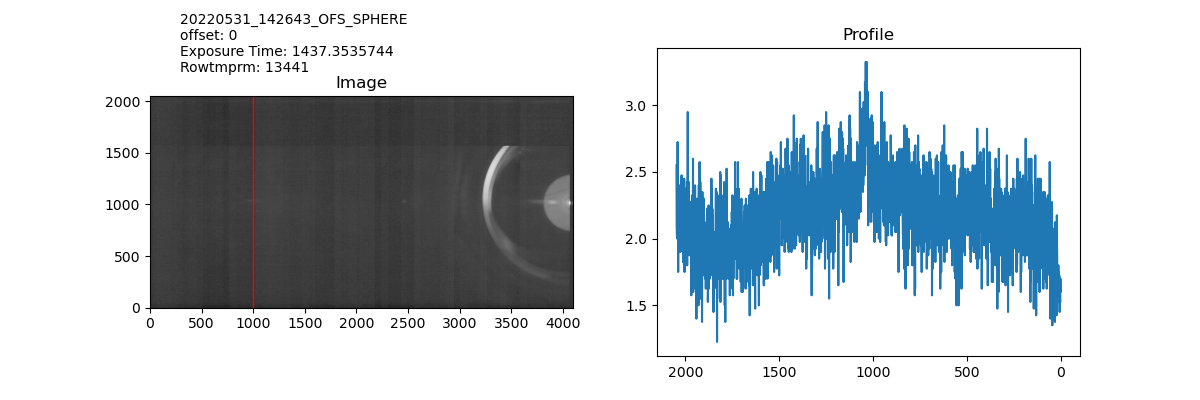 20220531_142643_OFS_SPHERE
offset: 0
Exposure Time: 1437.3535744
Rowtmprm: 13441
Image
2000
1500
1000
500
0
0 500 1000 1500 2000 2500 3000 3500 4000
Profile
3.0
2.5
2.0
1.5
2000 1500 1000 500 0